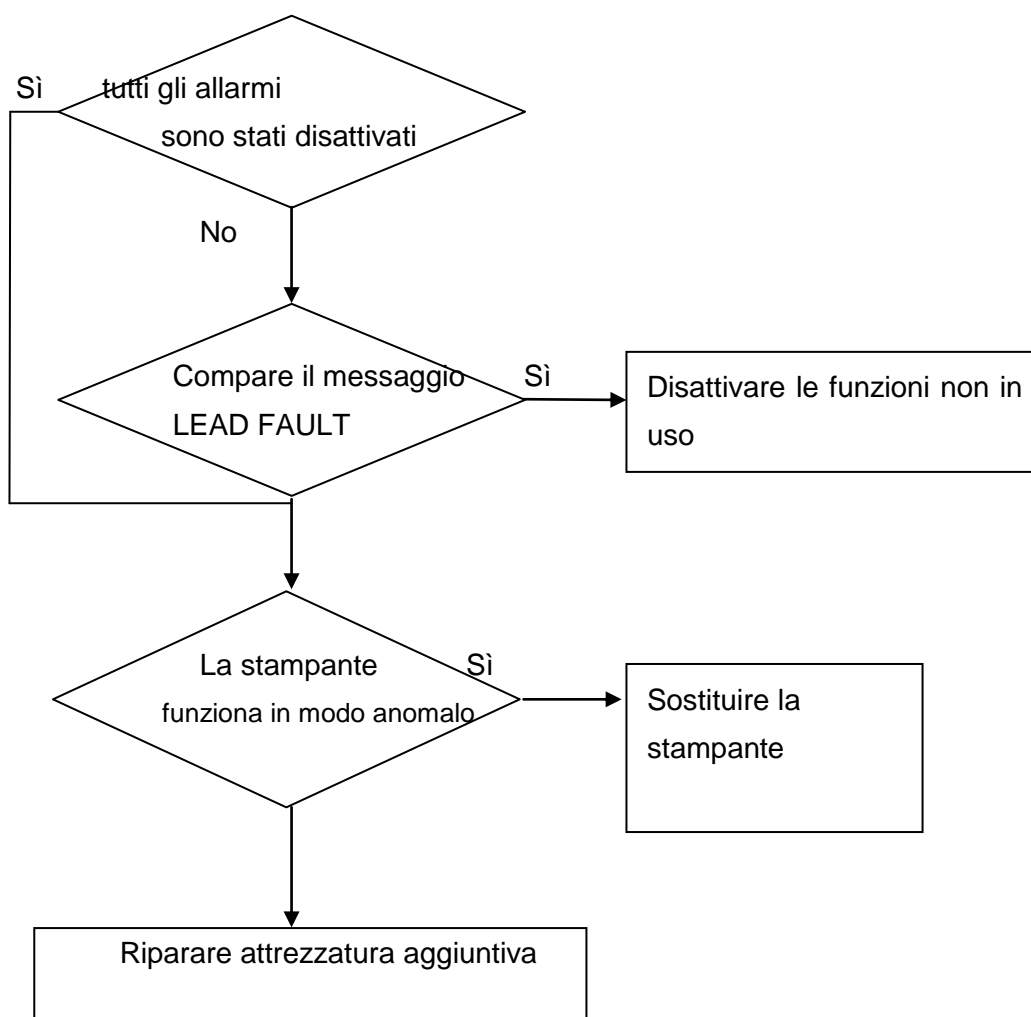 Sì
tutti gli allarmi
sono stati disattivati
No
Compare il messaggio
LEAD FAULT
Sì
Disattivare le funzioni non in
uso
La stampante
funziona in modo anomalo
Sì
Sostituire la
stampante
Riparare attrezzatura aggiuntiva